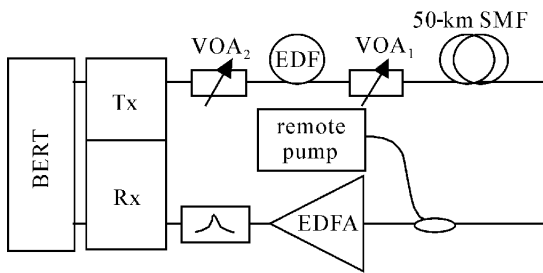 50-km SMF
VOA2
EDF
VOA1
Tx
BERT
remote
pump
Rx
EDFA